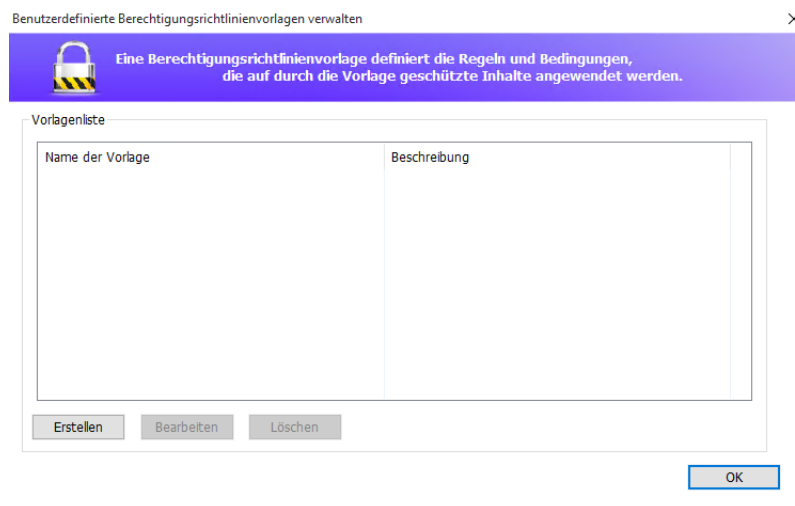 Benutzerdefinierte Berechtigungsrichtlinienvorlagen verwalten
Eine Berechtigungsrichtlinienvorlage definiert die Regeln und Bedingungen,
die auf durch die Vorlage geschützte Inhalte angewendet werden.
Vorlagenliste
Name der Vorlage Beschreibung
Erstellen Bearbeiten Löschen
OK